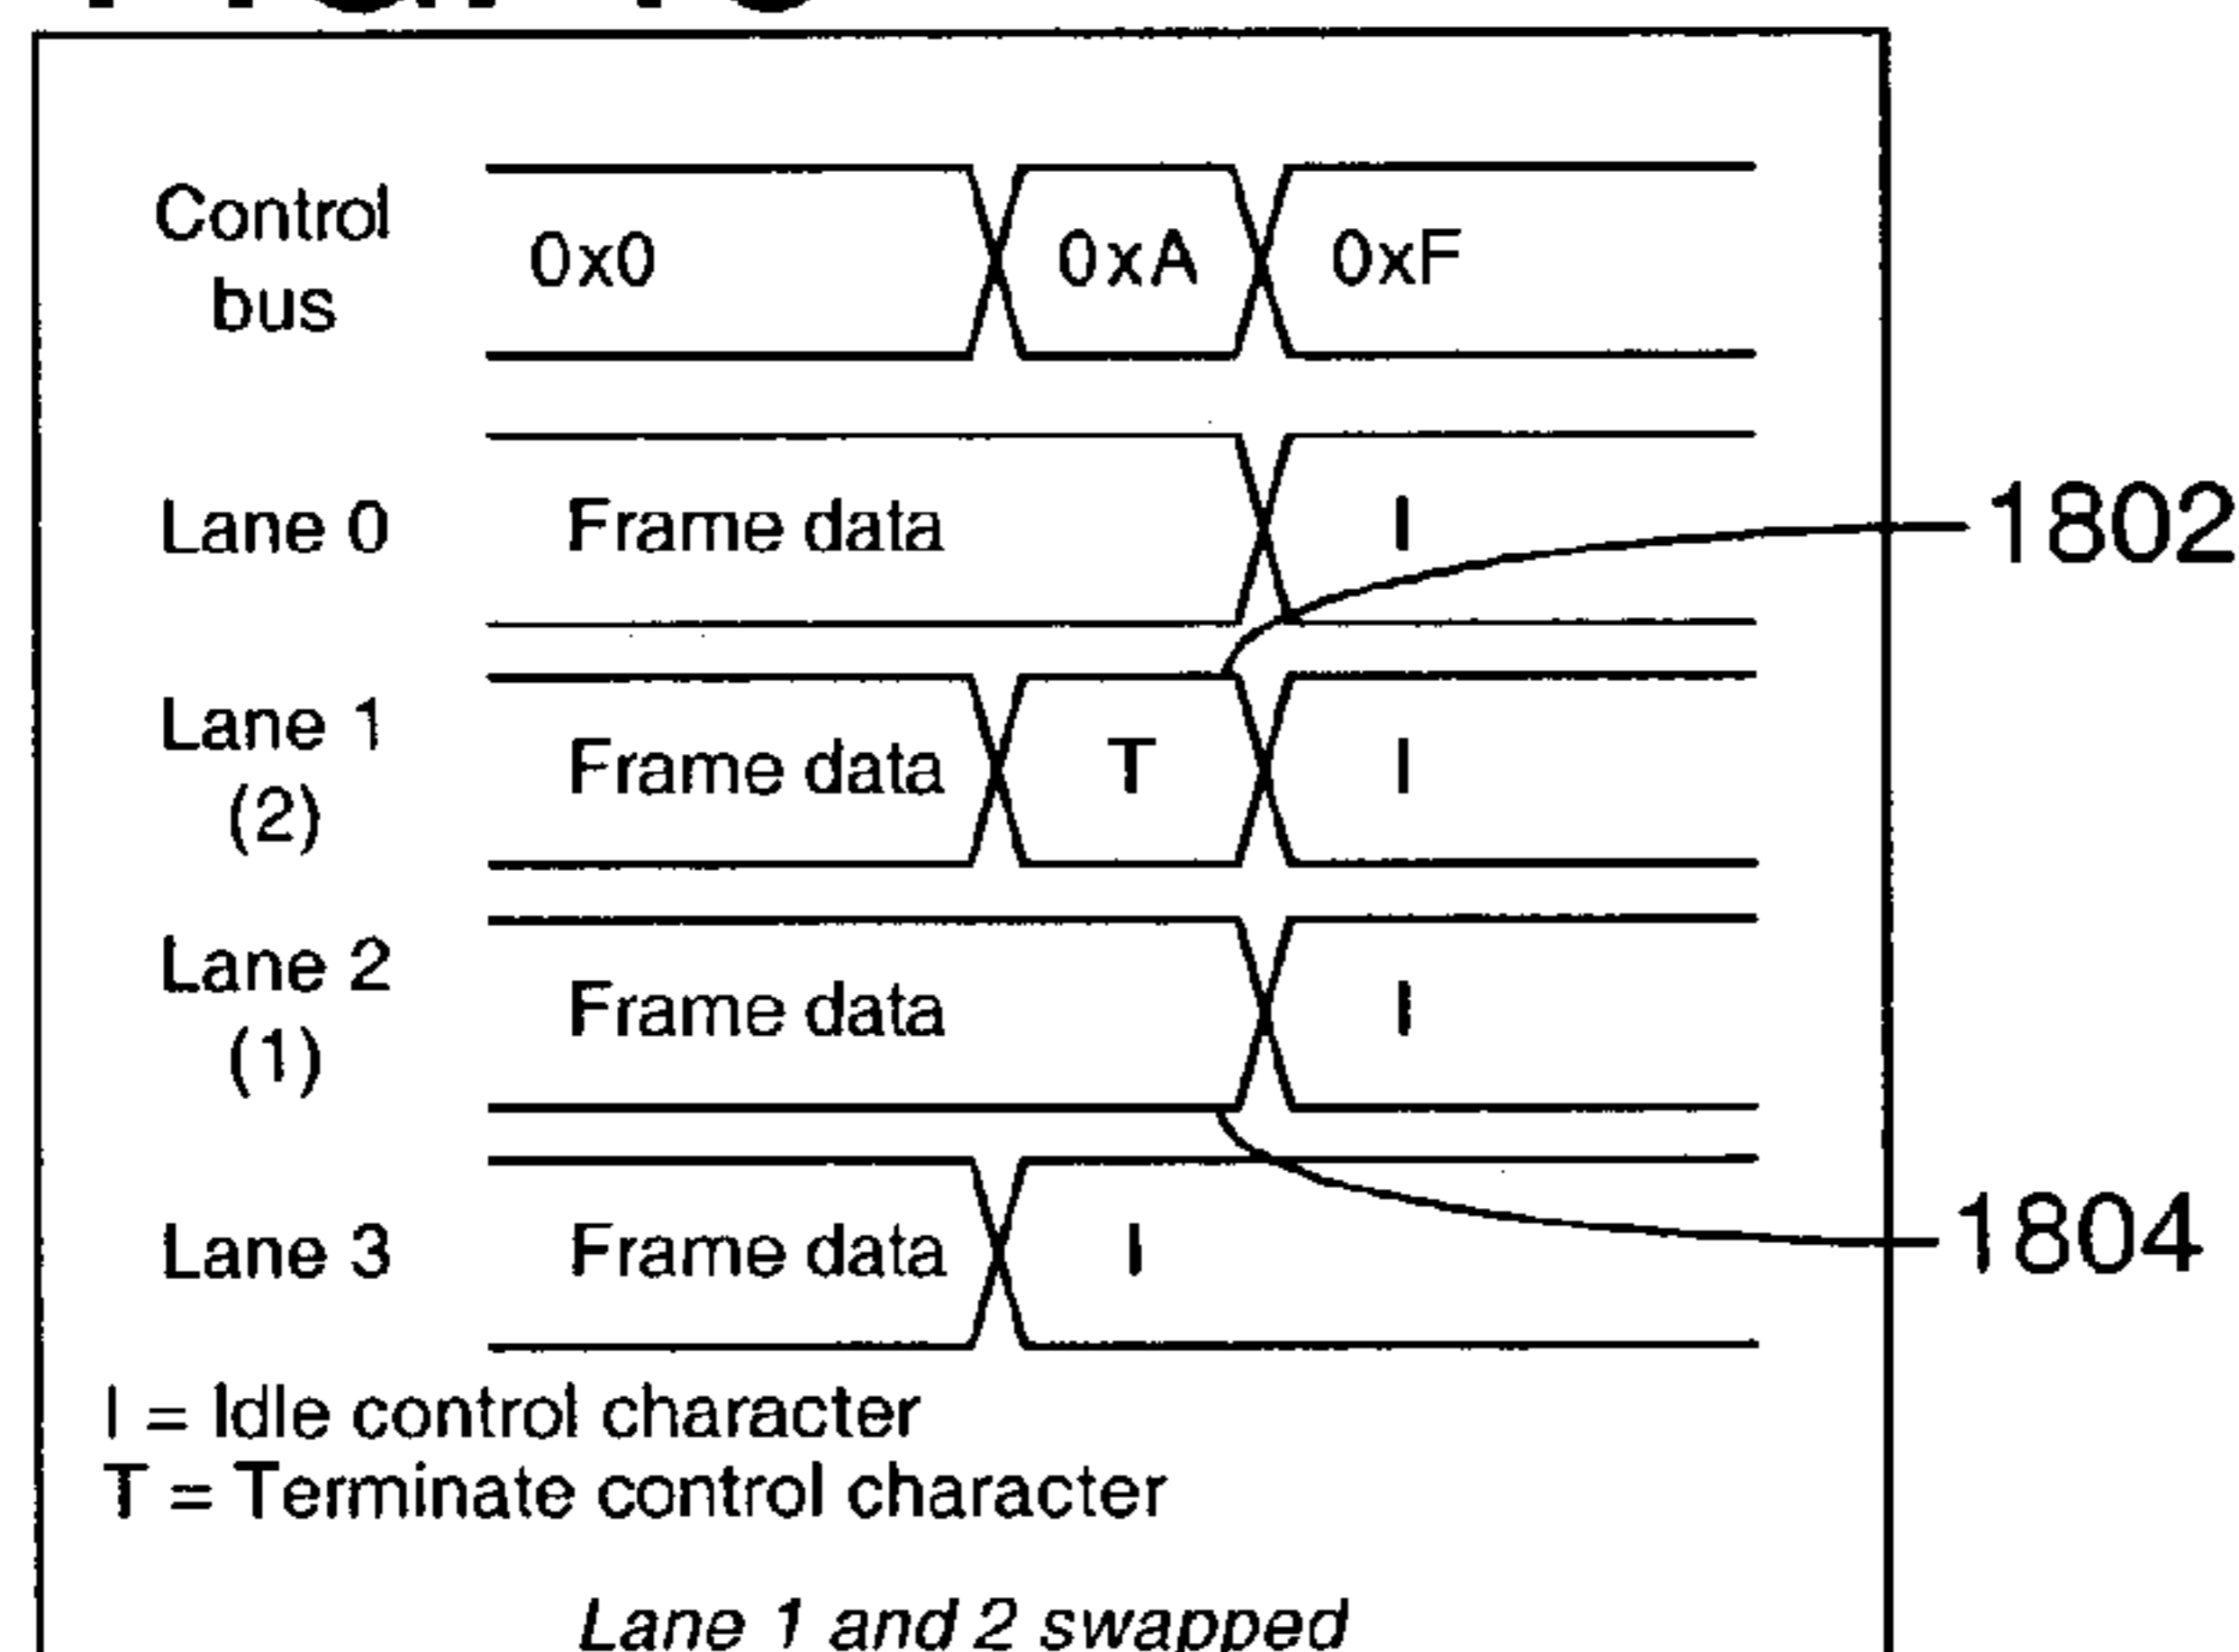 Control
bus
0x0 0xA 0xF
Lane 0 Frame data I
1802
Lane 1
(2)
Frame data T I
Lane 2
(1)
Frame data I
Lane 3 Frame data I
1804
I = Idle control character
T = Terminate control character
Lane 1 and 2 swapped